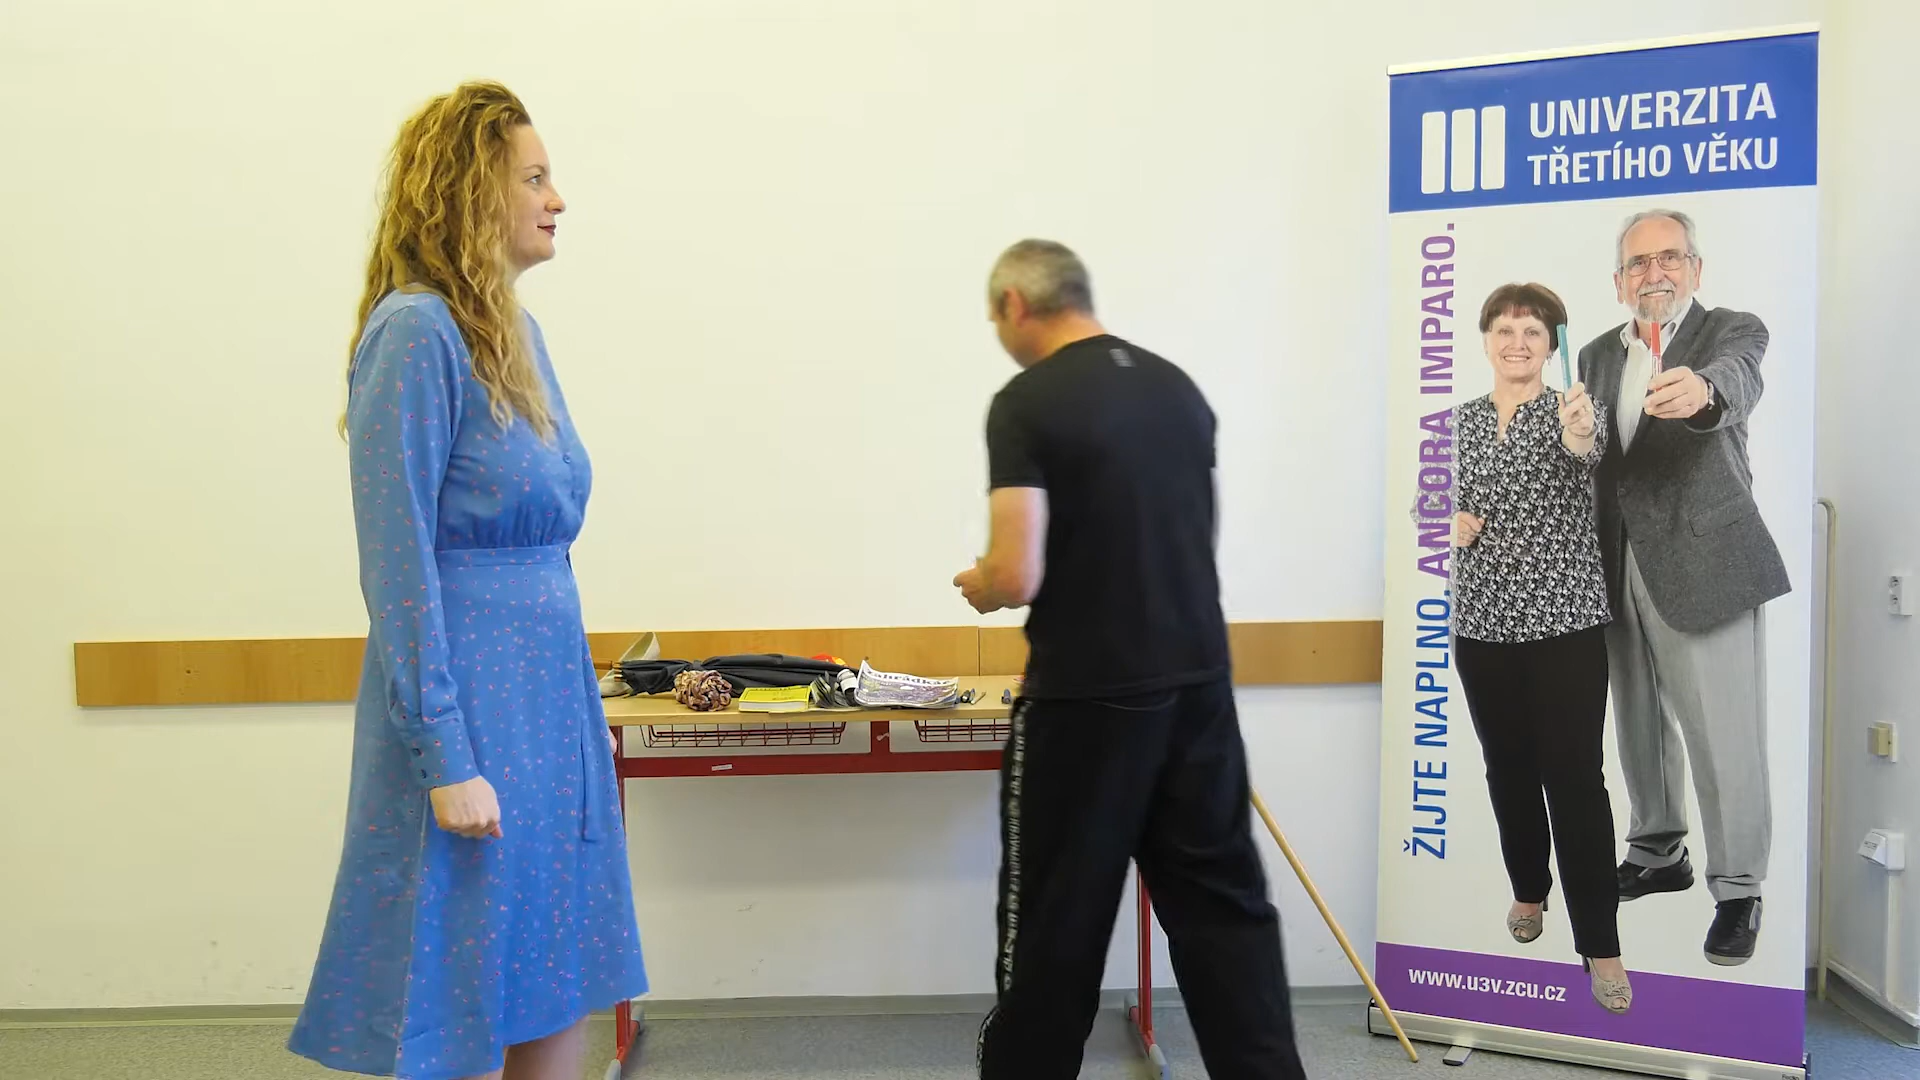 UNIVERZITA
TŘETÍHO VĚKU
ŽIJTE NAPLNO. ANCORA IMPARO.
www.u3v.zcu.cz